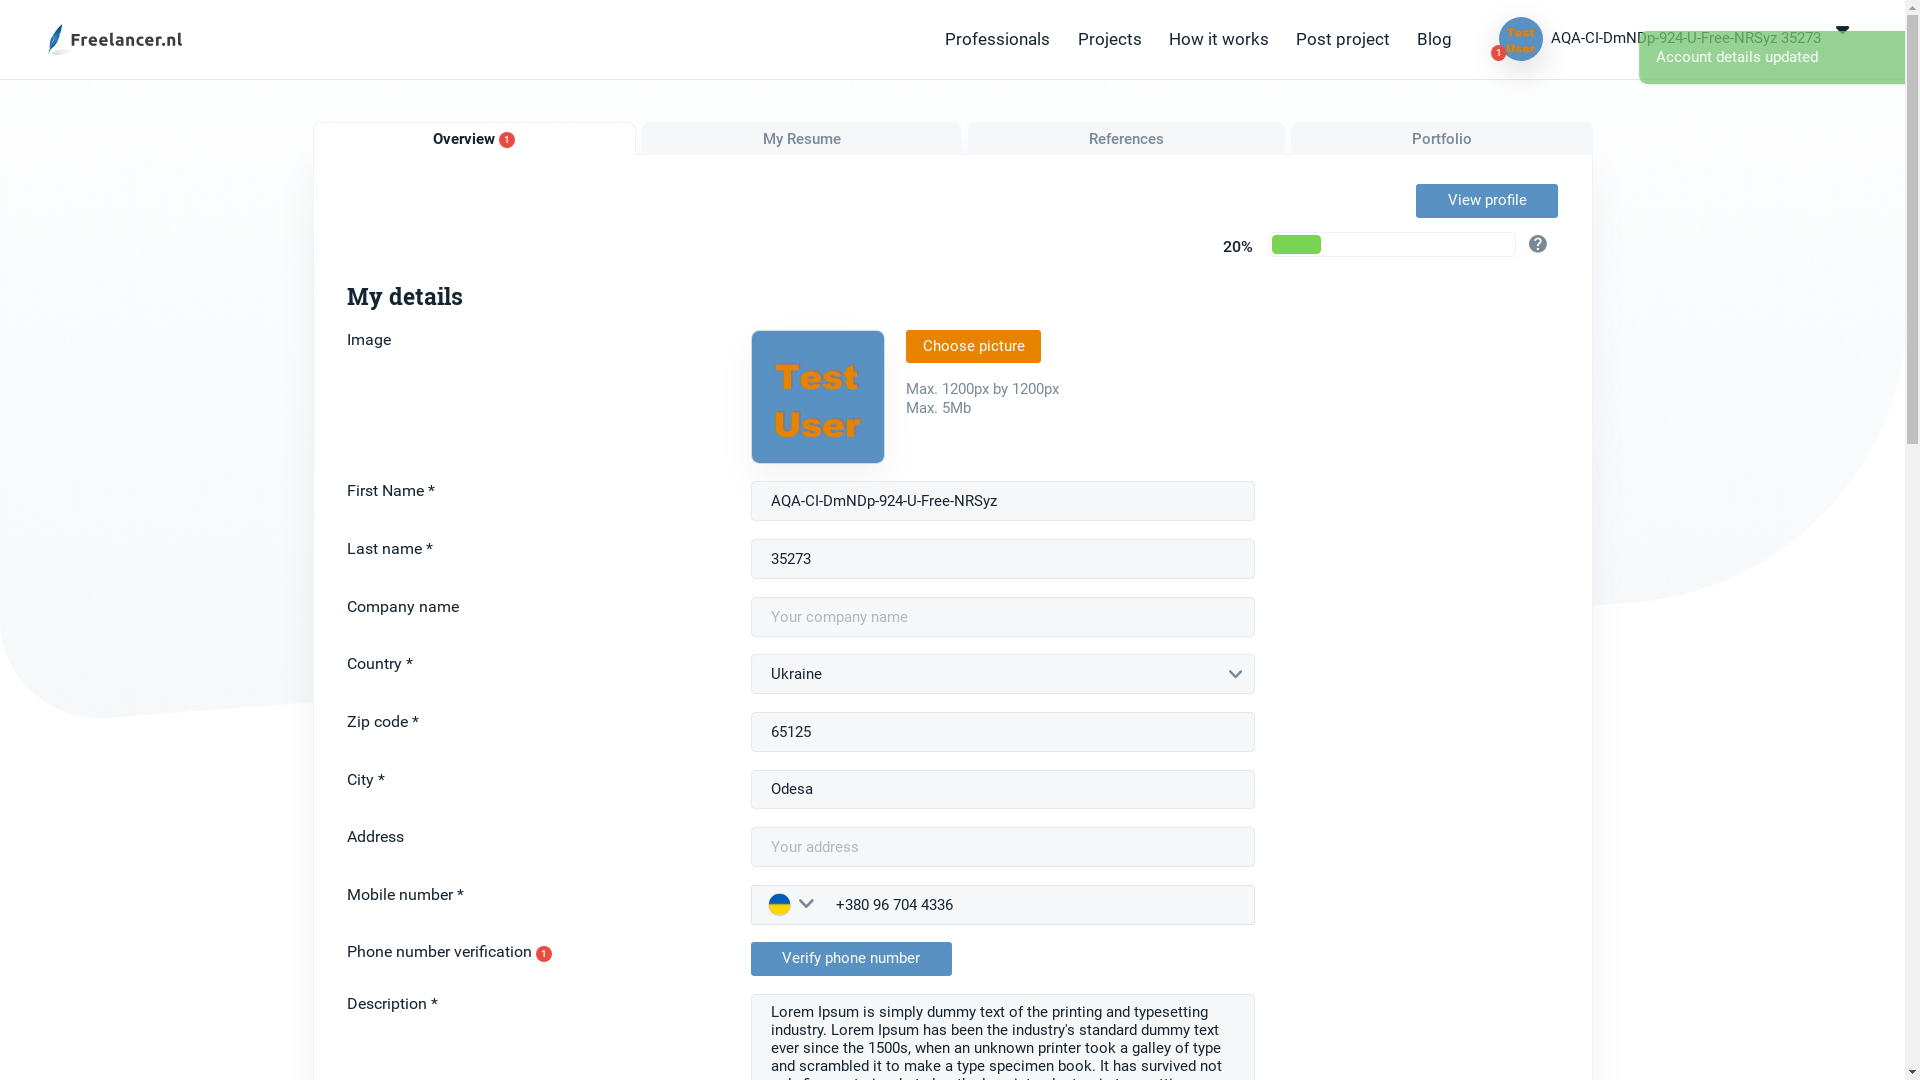 Freelancer.nl
Professionals
Projects
How it works
Post project
Blog
Test
User
1
AQA-CI-DmNDp-924-U-Free-NRSyz 35273
Account details updated
Overview 1
My Resume
References
Portfolio
View profile
20%
?
My details
Image
Test
User
Choose picture
Max. 1200px by 1200px
Max. 5Mb
First Name *
AQA-CI-DmNDp-924-U-Free-NRSyz
Last name *
35273
Company name
Your company name
Country *
Ukraine
Zip code *
65125
City *
Odesa
Address
Your address
Mobile number *
+380 96 704 4336
Phone number verification 1
Verify phone number
Description *
Lorem Ipsum is simply dummy text of the printing and typesetting
industry. Lorem Ipsum has been the industry's standard dummy text
ever since the 1500s, when an unknown printer took a galley of type
and scrambled it to make a type specimen book. It has survived not